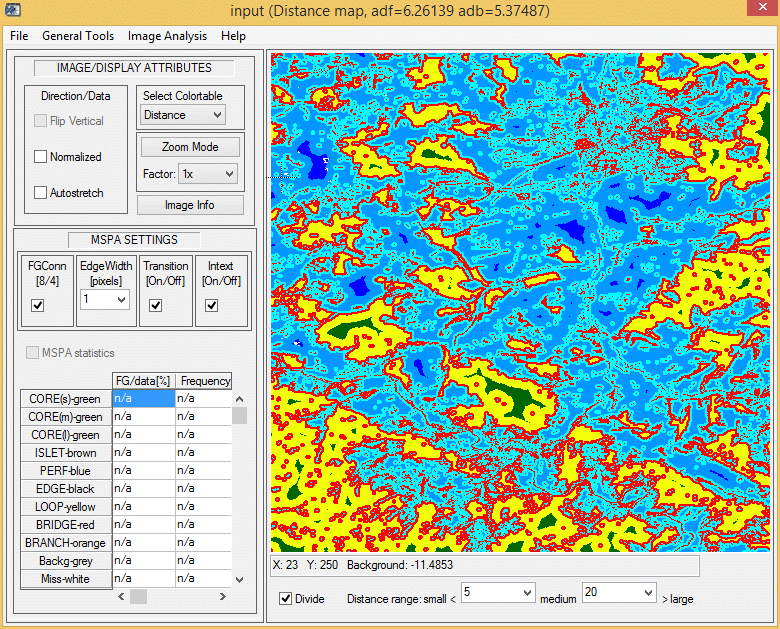 input (Distance map, adf=6.26139 adb=5.37487)
File General Tools Image Analysis Help
IMAGE/DISPLAY ATTRIBUTES
Direction/Data
Flip Vertical
Normalized
Autostretch
Select Colortable
Distance
Zoom Mode
Factor: 1x
Image Info
MSPA SETTINGS
FGConn
[8/4]
EdgeWidth
[pixels]
1
Transition
[On/Off]
Intext
[On/Off]
MSPA statistics
FG/data[%] Frequency
CORE(s)-green n/a n/a
CORE(m)-green n/a n/a
CORE(l)-green n/a n/a
ISLET-brown n/a n/a
PERF-blue n/a n/a
EDGE-black n/a n/a
LOOP-yellow n/a n/a
BRIDGE-red n/a n/a
BRANCH-orange n/a n/a
Backg-grey n/a n/a
Miss-white n/a n/a
X: 23 Y: 250 Background: -11.4853
Divide Distance range: small < 5 medium 20 > large